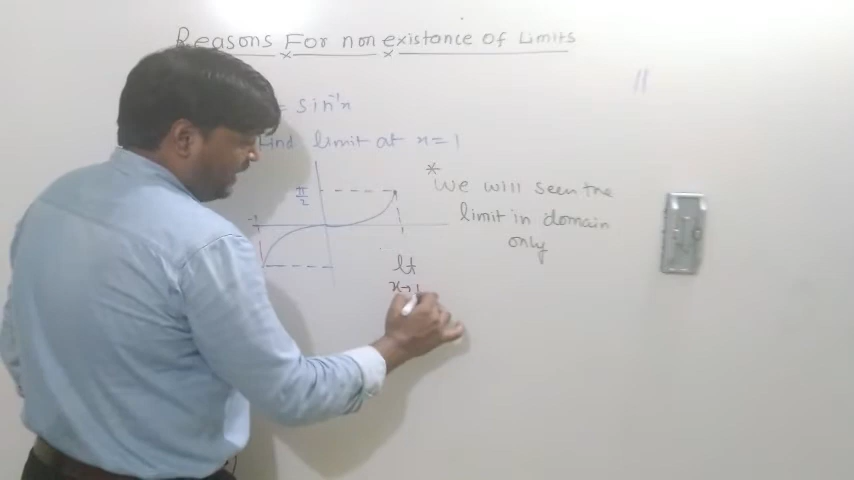 Reasons For non existance of Limits
= sin⁻¹x
Find limit at x = 1
π/2
-1
* We will seen the
limit in domain
only
lt
x→1